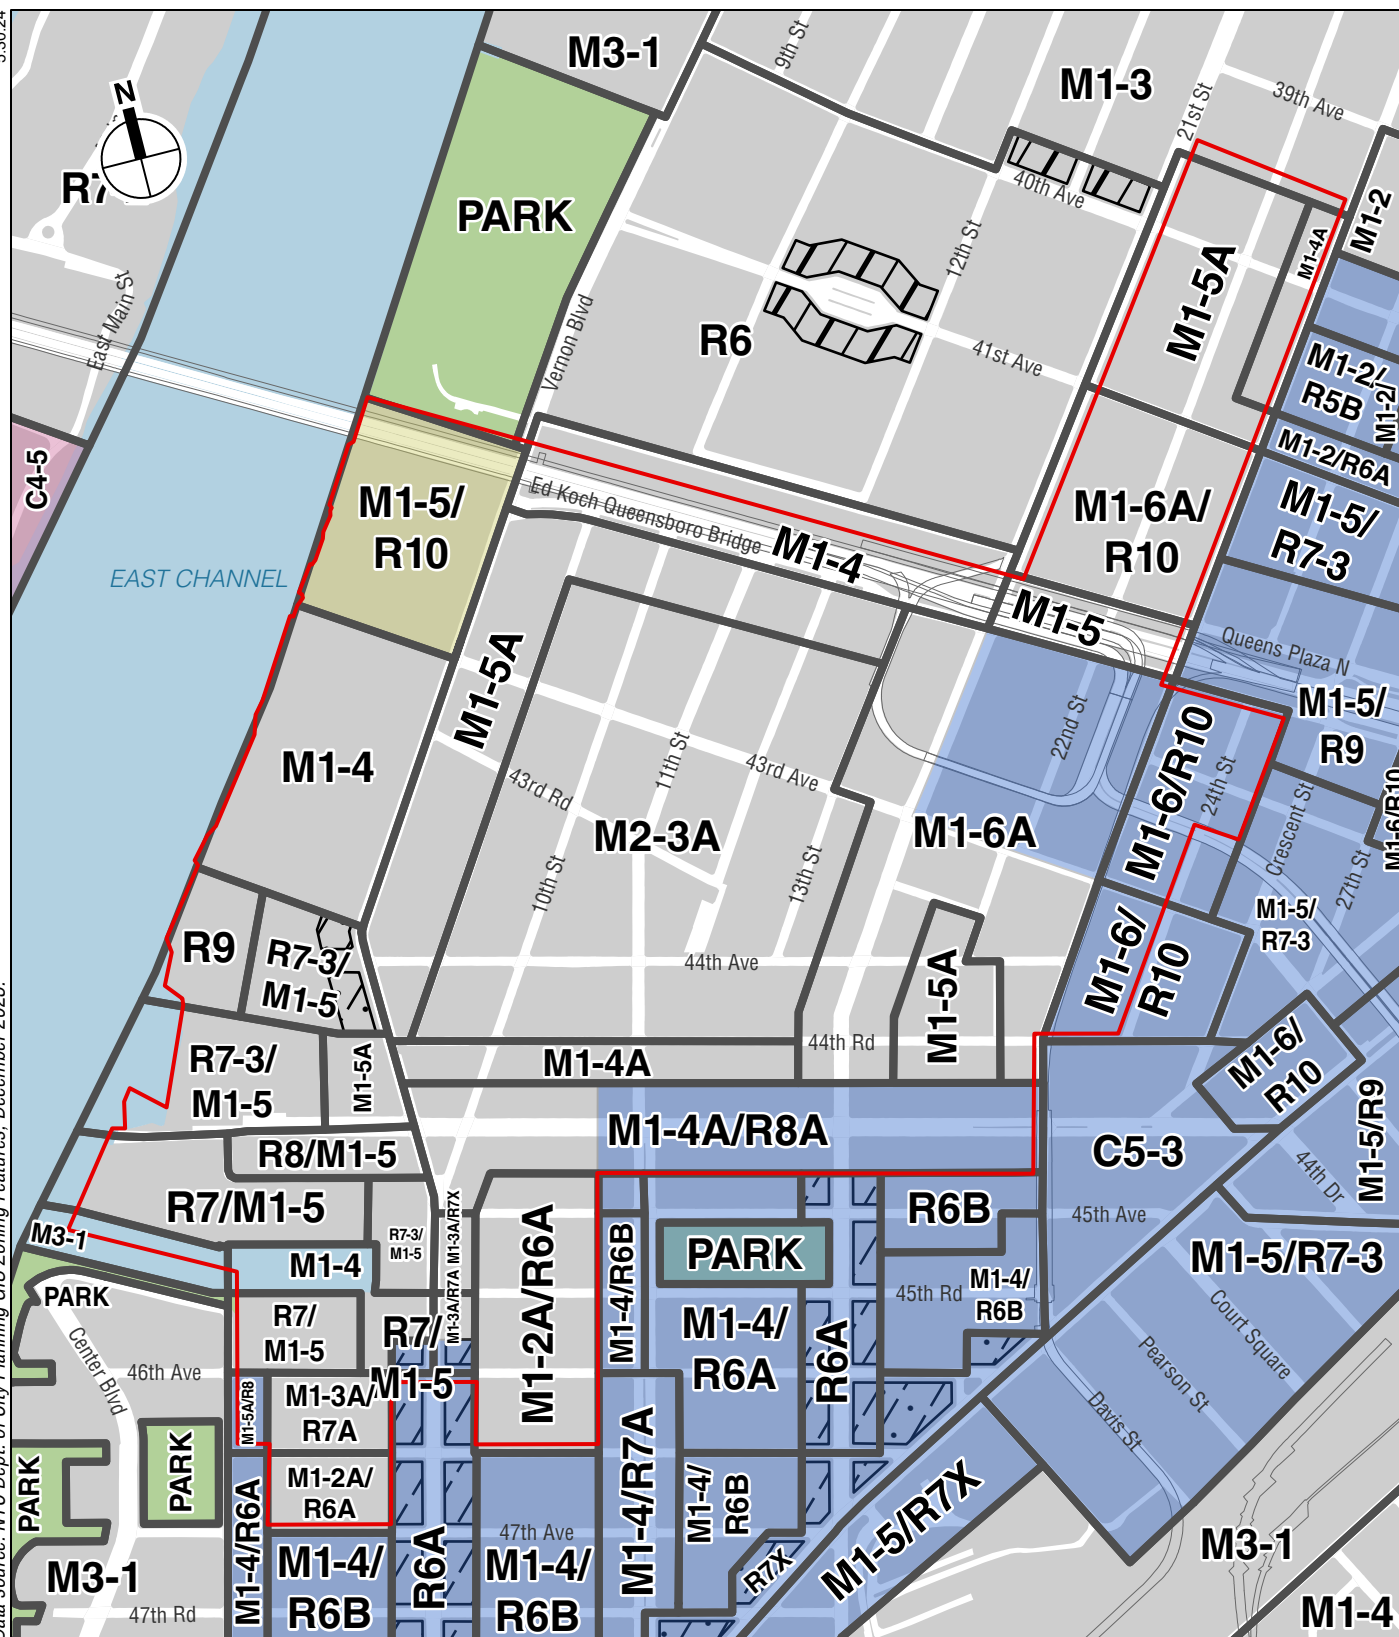 M3-1
9th St
M1-3
39th Ave
21st St
N
PARK
40th Ave
M1-2
12th St
M1-5A
M1-4A
East Main St
Vernon Blvd
R6
41st Ave
M1-2/
R5B
M1-2/
M1-2/R6A
C4-5
M1-5/
R10
Ed Koch Queensboro Bridge
M1-4
M1-6A/
R10
M1-5/
R7-3
EAST CHANNEL
M1-5
Queens Plaza N
M1-5A
22nd St
M1-5/
R9
M1-4
11th St
43rd Ave
43rd Rd
M1-6/R10
24th St
M2-3A
M1-6A
M1-6/R10
Crescent St
27th St
10th St
13th St
M1-5/
R7-3
R9
R7-3/
M1-5
44th Ave
M1-5A
M1-6/
R10
44th Rd
R7-3/
M1-5
M1-5A
M1-4A
M1-6/
R10
M1-5/R9
M1-4A/R8A
R8/M1-5
C5-3
44th Dr
R7/M1-5
R7-3/
M1-5
M1-3A/R7A M1-3A/R7X
M1-2A/R6A
M1-4/R6B
R6B
45th Ave
M3-1
M1-4
PARK
M1-5/R7-3
PARK
R7/
M1-5
R7/
M1-5
M1-4/
R6A
R6A
45th Rd
M1-4/
R6B
Court Square
Center Blvd
46th Ave
M1-5A/R8
M1-3A/
R7A
Pearson St
Davis St
PARK
PARK
M1-2A/
R6A
M1-4/R6A
M1-4/R7A
M1-4/
R6B
M1-5/R7X
R7X
47th Ave
M3-1
M1-4/
R6B
R6A
M1-4/
R6B
47th Rd
M3-1
M1-4